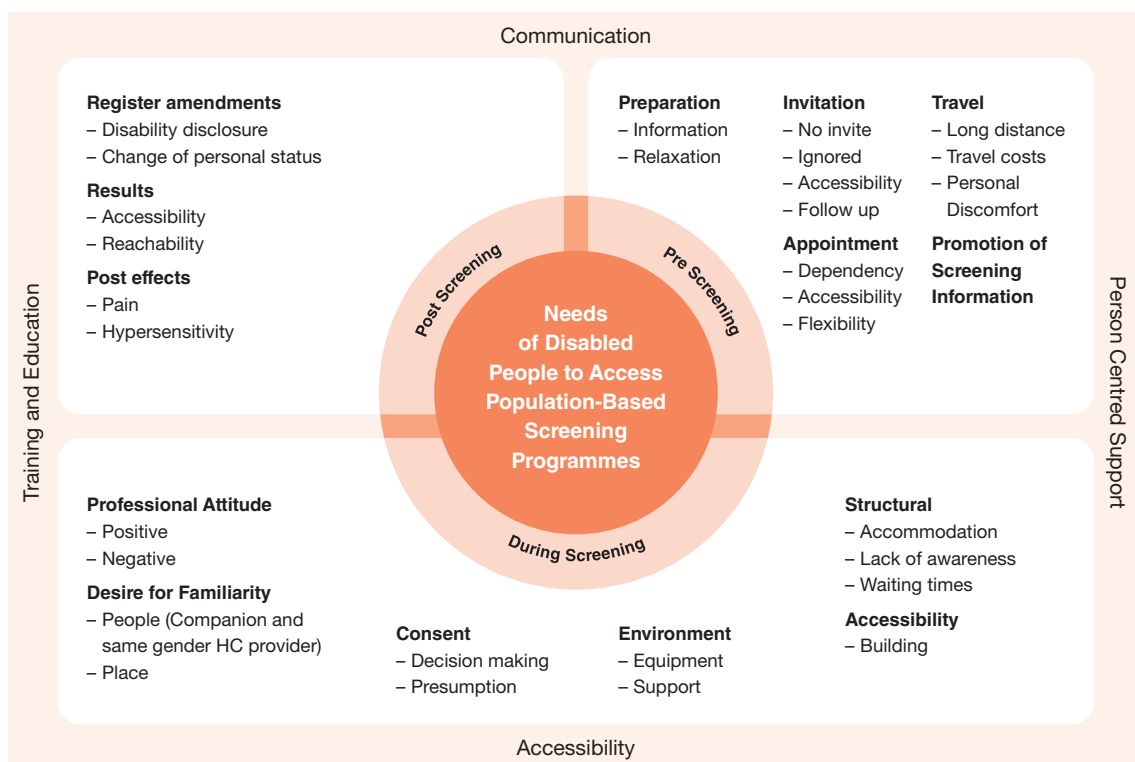 Communication
Register amendments
– Disability disclosure
– Change of personal status
Results
– Accessibility
– Reachability
Post effects
– Pain
– Hypersensitivity
Preparation
– Information
– Relaxation
Invitation
– No invite
– Ignored
– Accessibility
– Follow up
Appointment
– Dependency
– Accessibility
– Flexibility
Travel
– Long distance
– Travel costs
– Personal
Discomfort
Promotion of
Screening
Information
Post Screening
Pre Screening
Needs
of Disabled
People to Access
Population-Based
Screening
Programmes
During Screening
Training and Education
Person Centred Support
Professional Attitude
– Positive
– Negative
Desire for Familiarity
– People (Companion and
same gender HC provider)
– Place
Consent
– Decision making
– Presumption
Environment
– Equipment
– Support
Structural
– Accommodation
– Lack of awareness
– Waiting times
Accessibility
– Building
Accessibility